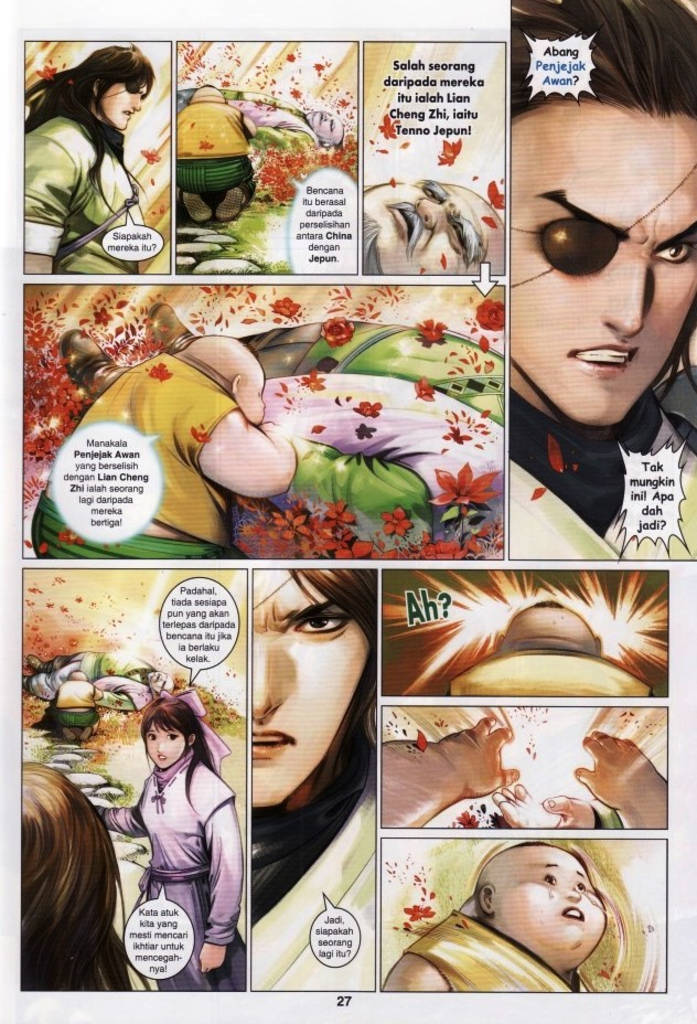 Siapakah
mereka itu?
Bencana
itu berasal
daripada
perselisihan
antara China
dengan
Jepun.
Salah seorang
daripada mereka
itu ialah Lian
Cheng Zhi, iaitu
Tenno Jepun!
Abang
Penjejak
Awan?
Tak
mungkin
ini! Apa
dah
jadi?
Manakala
Penjejak Awan
yang berselisih
dengan Lian Cheng
Zhi ialah seorang
lagi daripada
mereka
bertiga!
Padahal,
tiada sesiapa
pun yang akan
terlepas daripada
bencana itu jika
ia berlaku
kelak.
Kata atuk
kita yang
mesti mencari
ikhtiar untuk
mencegah-
nya!
Jadi,
siapakah
seorang
lagi itu?
Ah?
27